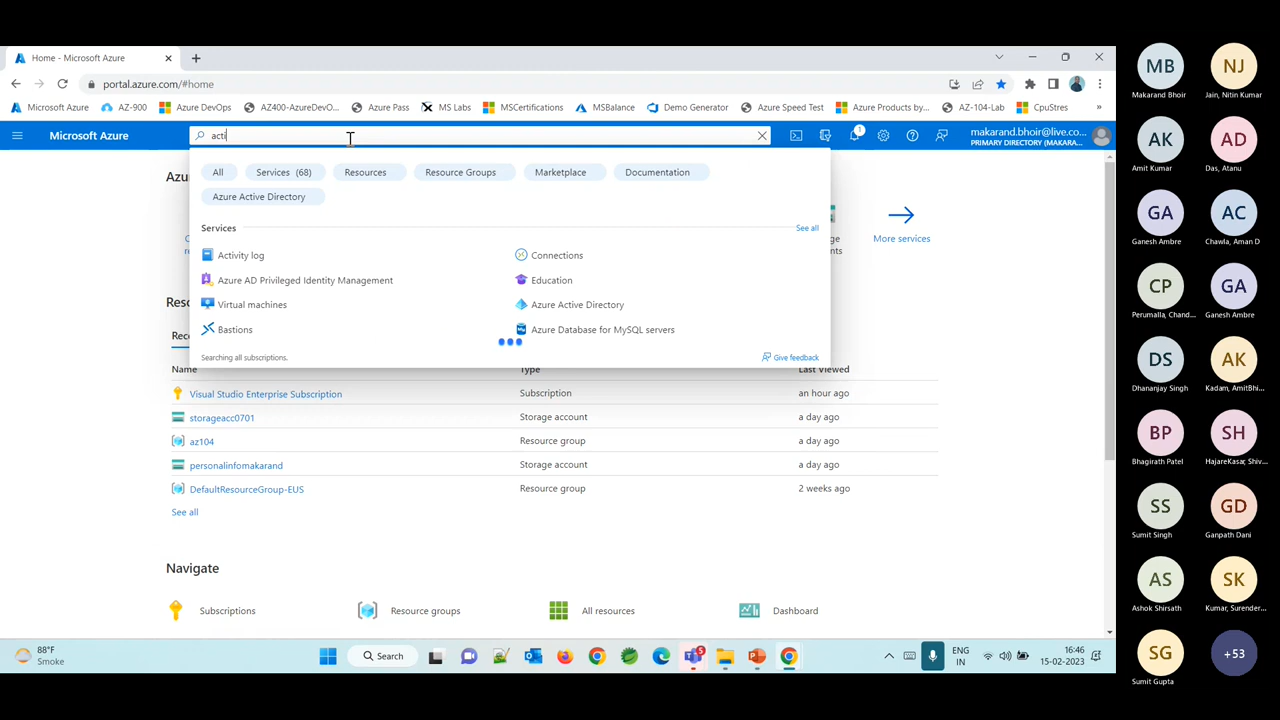 Home - Microsoft Azure
portal.azure.com/#home
Microsoft Azure AZ-900 Azure DevOps AZ400-AzureDevO... Azure Pass MS Labs MSCertifications MSBalance Demo Generator Azure Speed Test Azure Products by... AZ-104-Lab CpuStres »
Microsoft Azure
acti
1
makarand.bhoir@live.co...
PRIMARY DIRECTORY (MAKARA...
All Services (68) Resources Resource Groups Marketplace Documentation
Azure Active Directory
Services See all
Activity log Connections
Azure AD Privileged Identity Management Education
Virtual machines Azure Active Directory
Bastions Azure Database for MySQL servers
Searching all subscriptions. Give feedback
More services
Name Type Last Viewed
Visual Studio Enterprise Subscription Subscription an hour ago
storageacc0701 Storage account a day ago
az104 Resource group a day ago
personalinfomakarand Storage account a day ago
DefaultResourceGroup-EUS Resource group 2 weeks ago
See all
Navigate
Subscriptions Resource groups All resources Dashboard
88°F
Smoke
Search
5
ENG
IN
16:46
15-02-2023
MB NJ
Makarand Bhoir Jain, Nitin Kumar
AK AD
Amit Kumar Das, Atanu
GA AC
Ganesh Ambre Chawla, Aman D
CP GA
Perumalla, Chand... Ganesh Ambre
DS AK
Dhananjay Singh Kadam, AmitBhi...
BP SH
Bhagirath Patel HajareKasar, Shiv...
SS GD
Sumit Singh Ganpath Dani
AS SK
Ashok Shirsath Kumar, Surender...
SG +53
Sumit Gupta